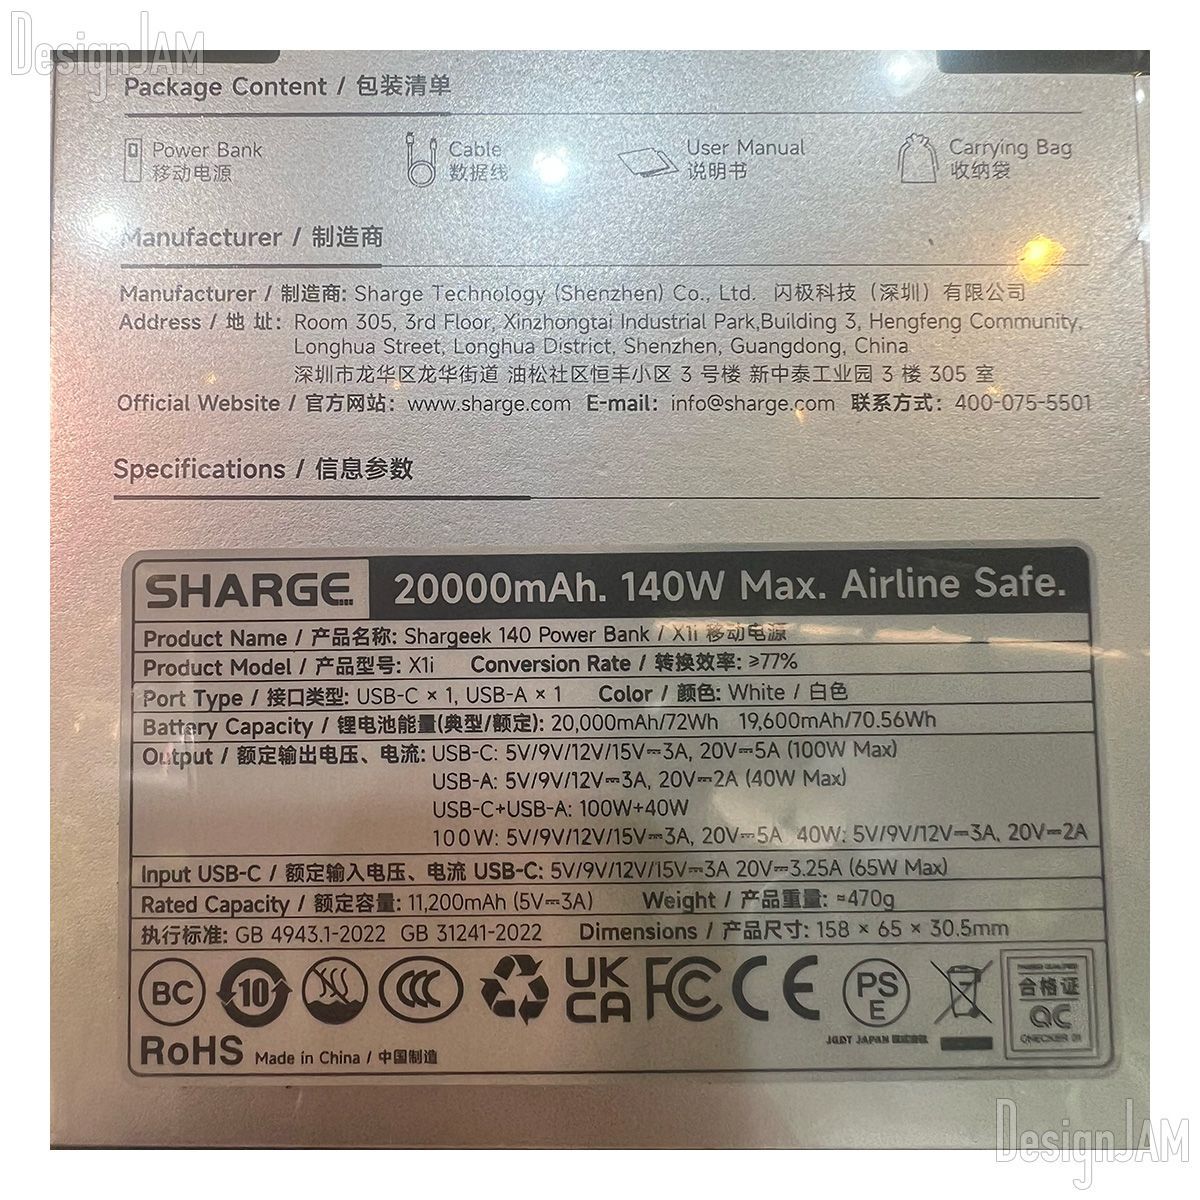 DesignJAM
Package Content / 包装清单
Power Bank
移动电源
Cable
数据线
User Manual
说明书
Carrying Bag
收纳袋
Manufacturer / 制造商
Manufacturer / 制造商: Sharge Technology (Shenzhen) Co., Ltd. 闪极科技（深圳）有限公司
Address / 地 址: Room 305, 3rd Floor, Xinzhongtai Industrial Park,Building 3, Hengfeng Community,
Longhua Street, Longhua District, Shenzhen, Guangdong, China
深圳市龙华区龙华街道 油松社区恒丰小区 3 号楼 新中泰工业园 3 楼 305 室
Official Website / 官方网站: www.sharge.com E-mail: info@sharge.com 联系方式: 400-075-5501
Specifications / 信息参数
SHARGE 20000mAh. 140W Max. Airline Safe.
Product Name / 产品名称: Shargeek 140 Power Bank / X1i 移动电源
Product Model / 产品型号: X1i Conversion Rate / 转换效率: ≥77%
Port Type / 接口类型: USB-C × 1, USB-A × 1 Color / 颜色: White / 白色
Battery Capacity / 锂电池能量(典型/额定): 20,000mAh/72Wh 19,600mAh/70.56Wh
Output / 额定输出电压、电流: USB-C: 5V/9V/12V/15V⎓3A, 20V⎓5A (100W Max)
USB-A: 5V/9V/12V⎓3A, 20V⎓2A (40W Max)
USB-C+USB-A: 100W+40W
100W: 5V/9V/12V/15V⎓3A, 20V⎓5A 40W: 5V/9V/12V⎓3A, 20V⎓2A
Input USB-C / 额定输入电压、电流 USB-C: 5V/9V/12V/15V⎓3A 20V⎓3.25A (65W Max)
Rated Capacity / 额定容量: 11,200mAh (5V⎓3A) Weight / 产品重量: ≈470g
执行标准: GB 4943.1-2022 GB 31241-2022 Dimensions / 产品尺寸: 158 × 65 × 30.5mm
BC 10 CCC UK CA FC CE PS E
合格证
QC
CHECKER 01
RoHS Made in China / 中国制造
DesignJAM